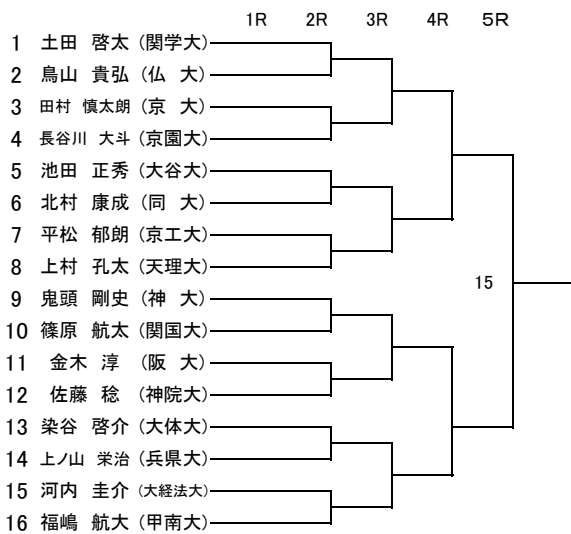 1R 2R 3R 4R 5R
1 土田 啓太 (関学大)
2 鳥山 貴弘 (仏 大)
3 田村 慎太朗 (京 大)
4 長谷川 大斗 (京園大)
5 池田 正秀 (大谷大)
6 北村 康成 (同 大)
7 平松 郁朗 (京工大)
8 上村 孔太 (天理大)
15
9 鬼頭 剛史 (神 大)
10 篠原 航太 (関国大)
11 金木 淳 (阪 大)
12 佐藤 稔 (神院大)
13 染谷 啓介 (大体大)
14 上ノ山 栄治 (兵県大)
15 河内 圭介 (大経法大)
16 福嶋 航大 (甲南大)